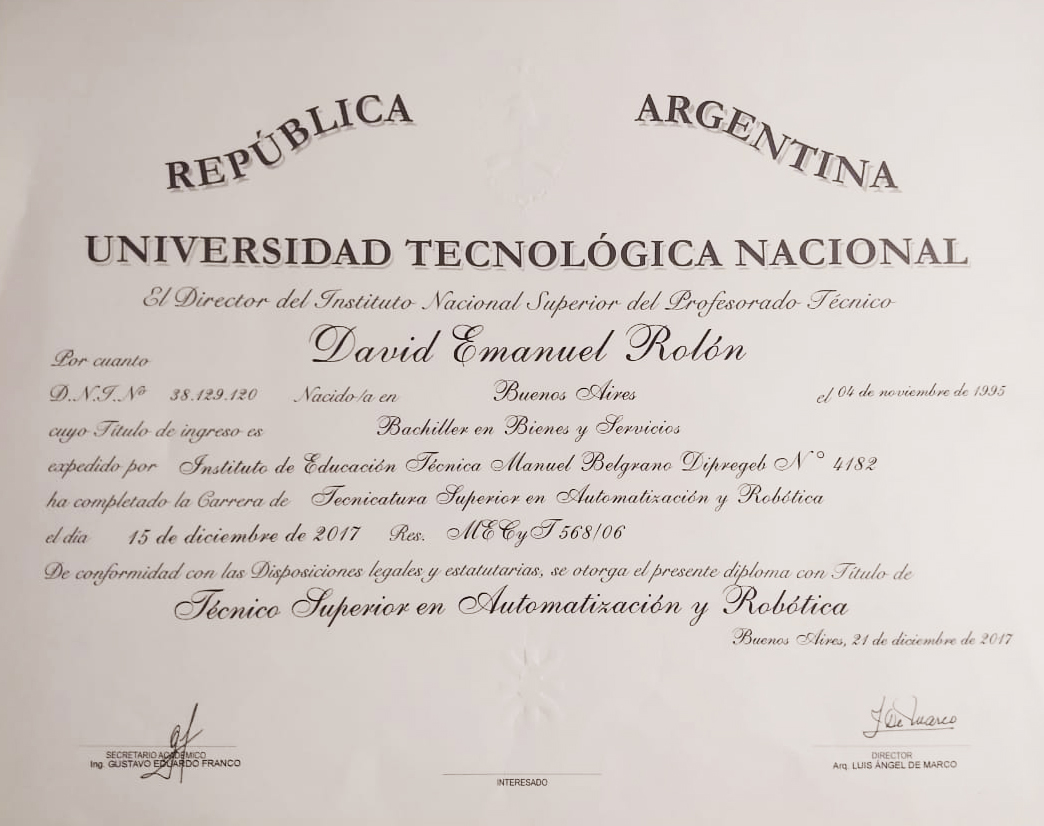 REPÚBLICA ARGENTINA
UNIVERSIDAD TECNOLÓGICA NACIONAL
El Director del Instituto Nacional Superior del Profesorado Técnico
Por cuanto David Emanuel Rolón
D.N.I.Nº 38.129.120 Nacido/a en Buenos Aires el 04 de noviembre de 1995
cuyo Título de ingreso es Bachiller en Bienes y Servicios
expedido por Instituto de Educación Técnica Manuel Belgrano Dipregeb N° 4182
ha completado la Carrera de Tecnicatura Superior en Automatización y Robótica
el día 15 de diciembre de 2017 Res. MECyT 568/06
De conformidad con las Disposiciones legales y estatutarias, se otorga el presente diploma con Título de
Técnico Superior en Automatización y Robótica
Buenos Aires, 21 de diciembre de 2017
J De Marco
SECRETARIO ACADÉMICO
Ing. GUSTAVO EDUARDO FRANCO
DIRECTOR
Arq. LUIS ÁNGEL DE MARCO
INTERESADO